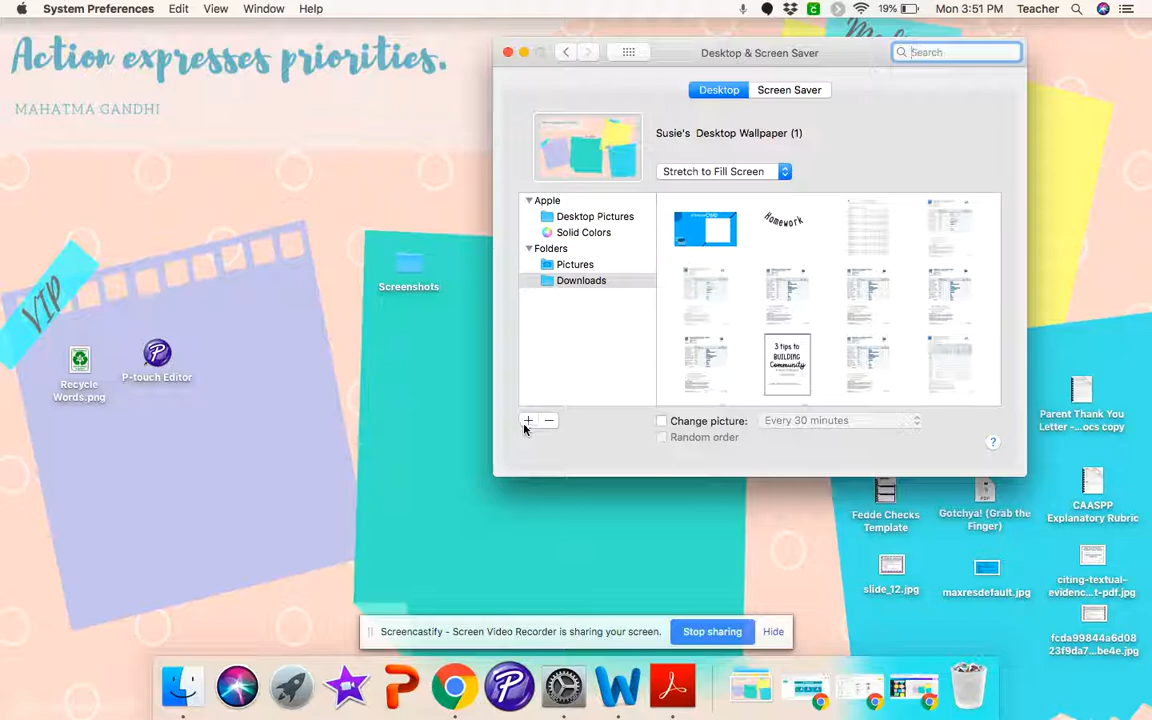 System Preferences Edit View Window Help
19% Mon 3:51 PM Teacher
Action expresses priorities.
MAHATMA GANDHI
VIP
Desktop & Screen Saver
Search
Desktop Screen Saver
Susie's Desktop Wallpaper (1)
Stretch to Fill Screen
Apple
Desktop Pictures
Solid Colors
Folders
Pictures
Downloads
Homework
3 tips to
BUILDING
Community
+ −
Change picture: Every 30 minutes
Random order
?
Screenshots
Recycle
Words.png
P-touch Editor
Parent Thank You
Letter -...ocs copy
Fedde Checks
Template
PDF
Gotchya! (Grab the
Finger)
CAASPP
Explanatory Rubric
slide_12.jpg
maxresdefault.jpg
citing-textual-
evidenc...t-pdf.jpg
fcda99844a6d08
23f9da7...be4e.jpg
Screencastify - Screen Video Recorder is sharing your screen. Stop sharing Hide